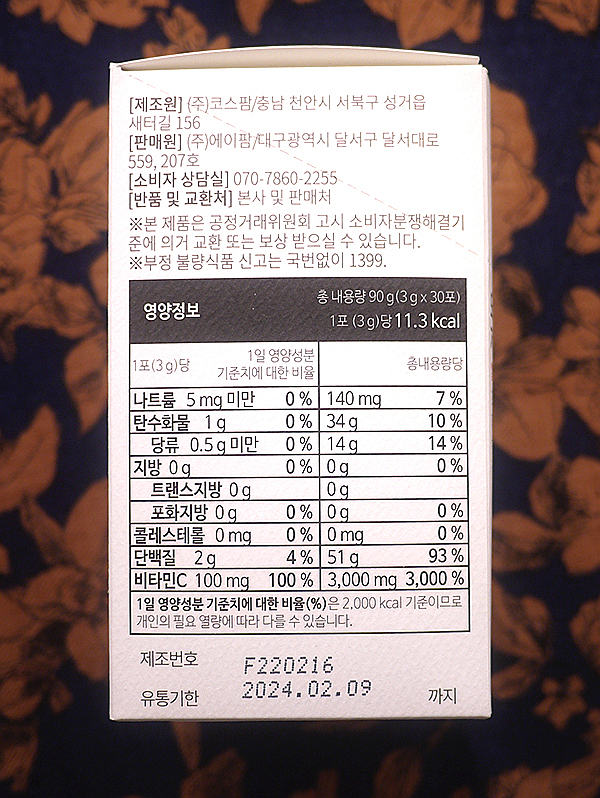 [제조원] (주)코스팜/충남 천안시 서북구 성거읍
새터길 156
[판매원] (주)에이팜/대구광역시 달서구 달서대로
559, 207호
[소비자 상담실] 070-7860-2255
[반품 및 교환처] 본사 및 판매처
※본 제품은 공정거래위원회 고시 소비자분쟁해결기
준에 의거 교환 또는 보상 받으실 수 있습니다.
※부정 불량식품 신고는 국번없이 1399.
영양정보
총 내용량 90 g(3 g x 30포)
1포 (3 g)당 11.3 kcal
1포(3 g)당 1일 영양성분 기준치에 대한 비율 총내용량당
나트륨 5 mg 미만 0 % 140 mg 7 %
탄수화물 1 g 0 % 34 g 10 %
당류 0.5 g 미만 0 % 14 g 14 %
지방 0 g 0 % 0 g 0 %
트랜스지방 0 g 0 g
포화지방 0 g 0 % 0 g 0 %
콜레스테롤 0 mg 0 % 0 mg 0 %
단백질 2 g 4 % 51 g 93 %
비타민C 100 mg 100 % 3,000 mg 3,000 %
1일 영양성분 기준치에 대한 비율(%)은 2,000 kcal 기준이므로
개인의 필요 열량에 따라 다를 수 있습니다.
제조번호 F220216
유통기한 2024.02.09 까지